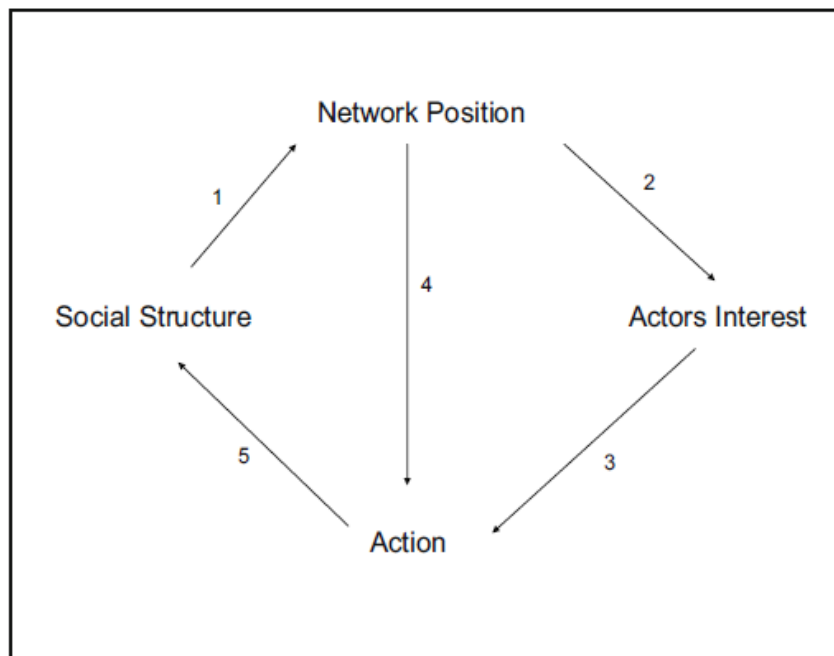 Network Position
1
2
4
Social Structure
Actors Interest
5
3
Action